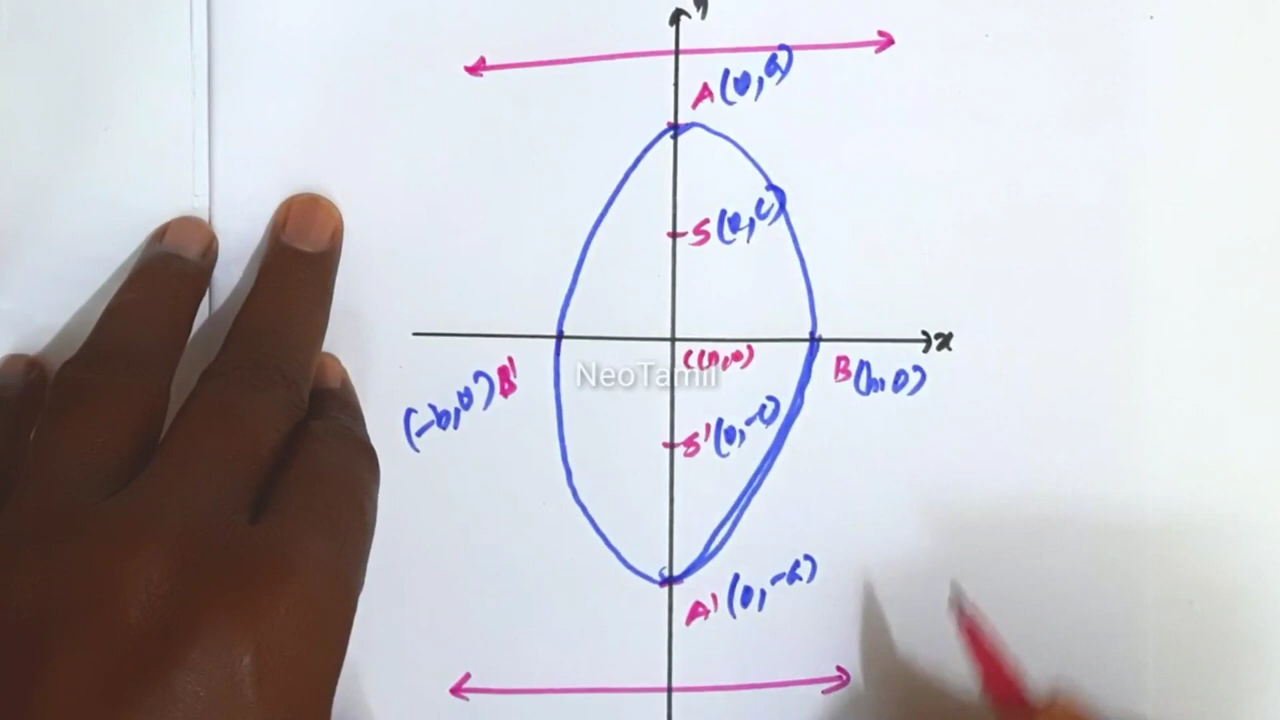 y
A(0,a)
S(0,c)
x
C(0,0)
B(b,0)
(-b,0)B'
NeoTamil
S'(0,-c)
A'(0,-a)